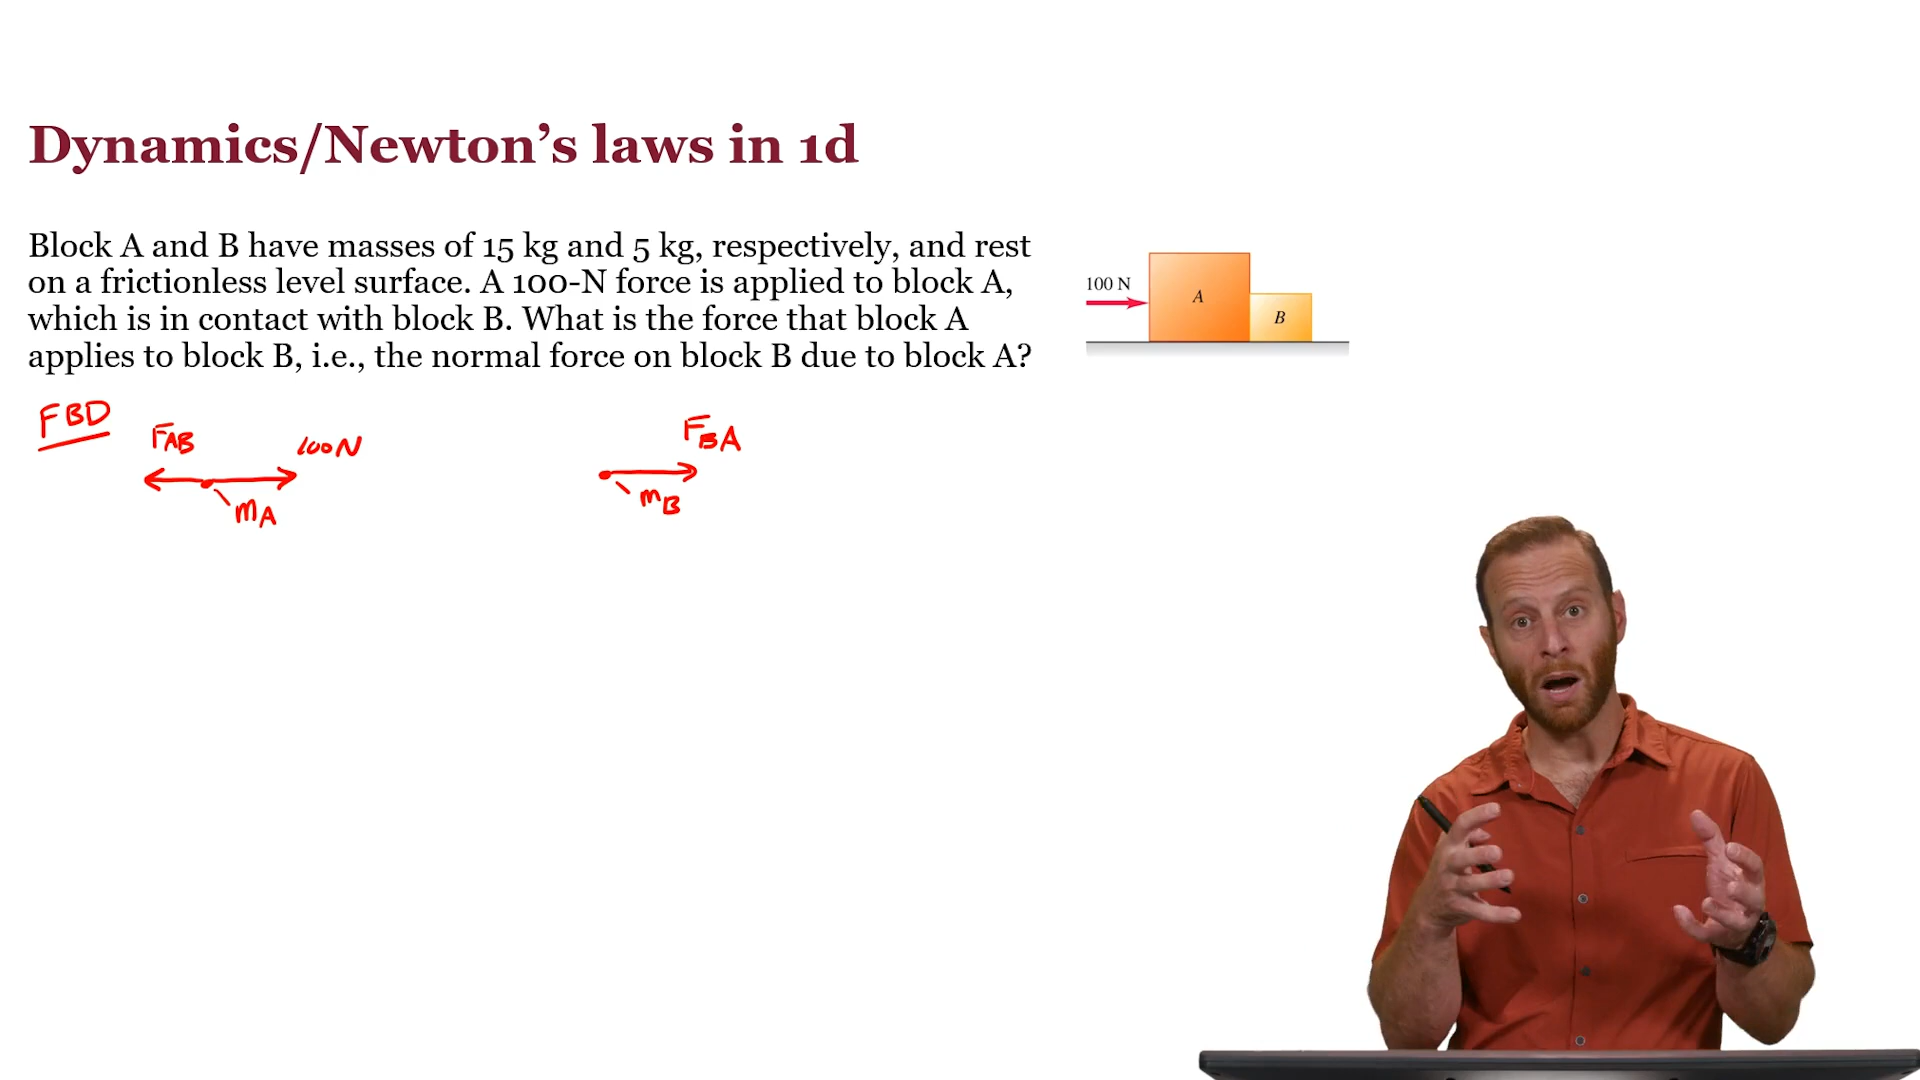 Dynamics/Newton's laws in 1d
Block A and B have masses of 15 kg and 5 kg, respectively, and rest
on a frictionless level surface. A 100-N force is applied to block A,
which is in contact with block B. What is the force that block A
applies to block B, i.e., the normal force on block B due to block A?
100 N
A
B
FBD
FAB
100N
mA
FBA
mB